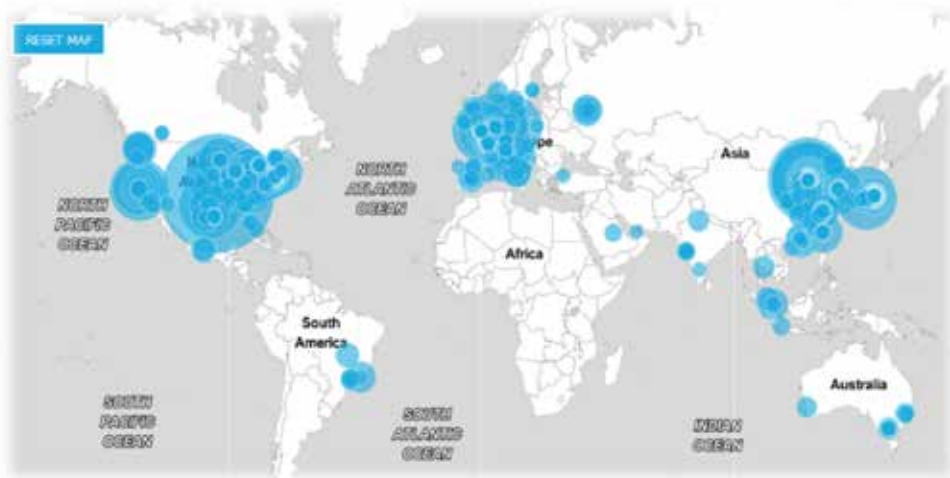 RESET MAP
Asia
NORTH
ATLANTIC
OCEAN
NORTH
PACIFIC
OCEAN
Africa
South
America
Australia
SOUTH
PACIFIC
OCEAN
SOUTH
ATLANTIC
OCEAN
INDIAN
OCEAN